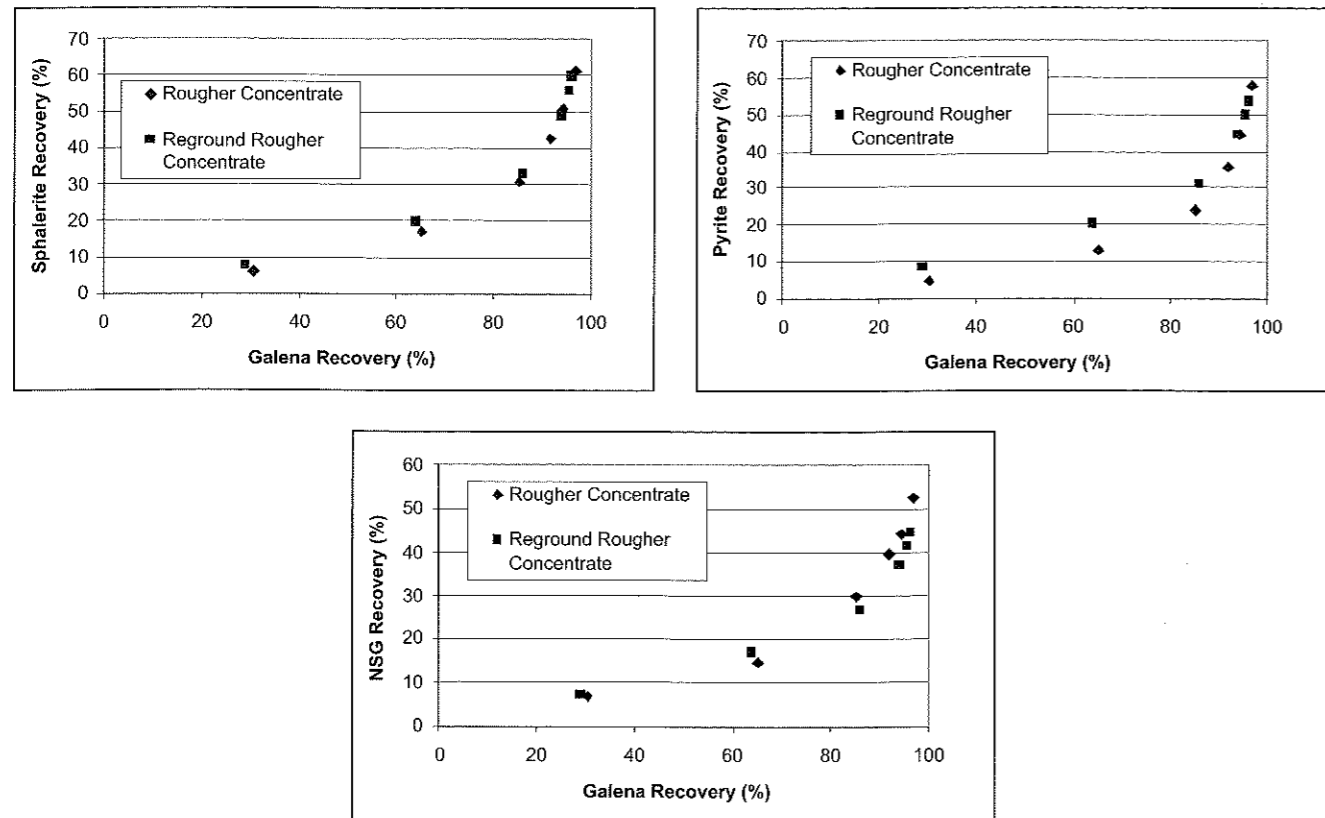 70
60
50
40
30
20
10
0
Sphalerite Recovery (%)
Rougher Concentrate
Reground Rougher
Concentrate
0 20 40 60 80 100
Galena Recovery (%)
70
60
50
40
30
20
10
0
Pyrite Recovery (%)
Rougher Concentrate
Reground Rougher
Concentrate
0 20 40 60 80 100
Galena Recovery (%)
60
50
40
30
20
10
0
NSG Recovery (%)
Rougher Concentrate
Reground Rougher
Concentrate
0 20 40 60 80 100
Galena Recovery (%)